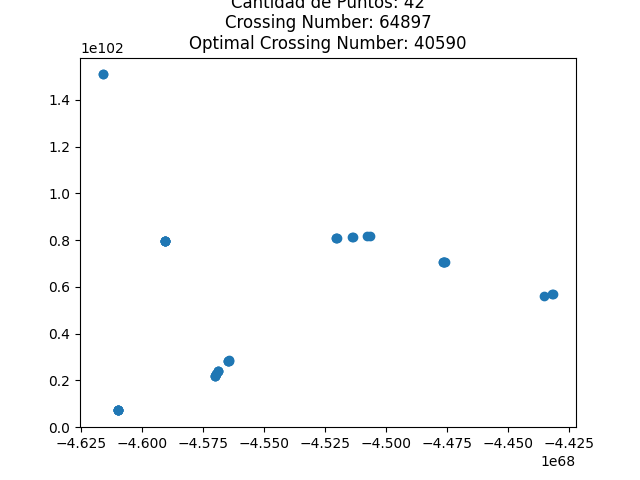 Cantidad de Puntos: 42
Crossing Number: 64897
Optimal Crossing Number: 40590
1e102
1.4
1.2
1.0
0.8
0.6
0.4
0.2
0.0
−4.625 −4.600 −4.575 −4.550 −4.525 −4.500 −4.475 −4.450 −4.425
1e68